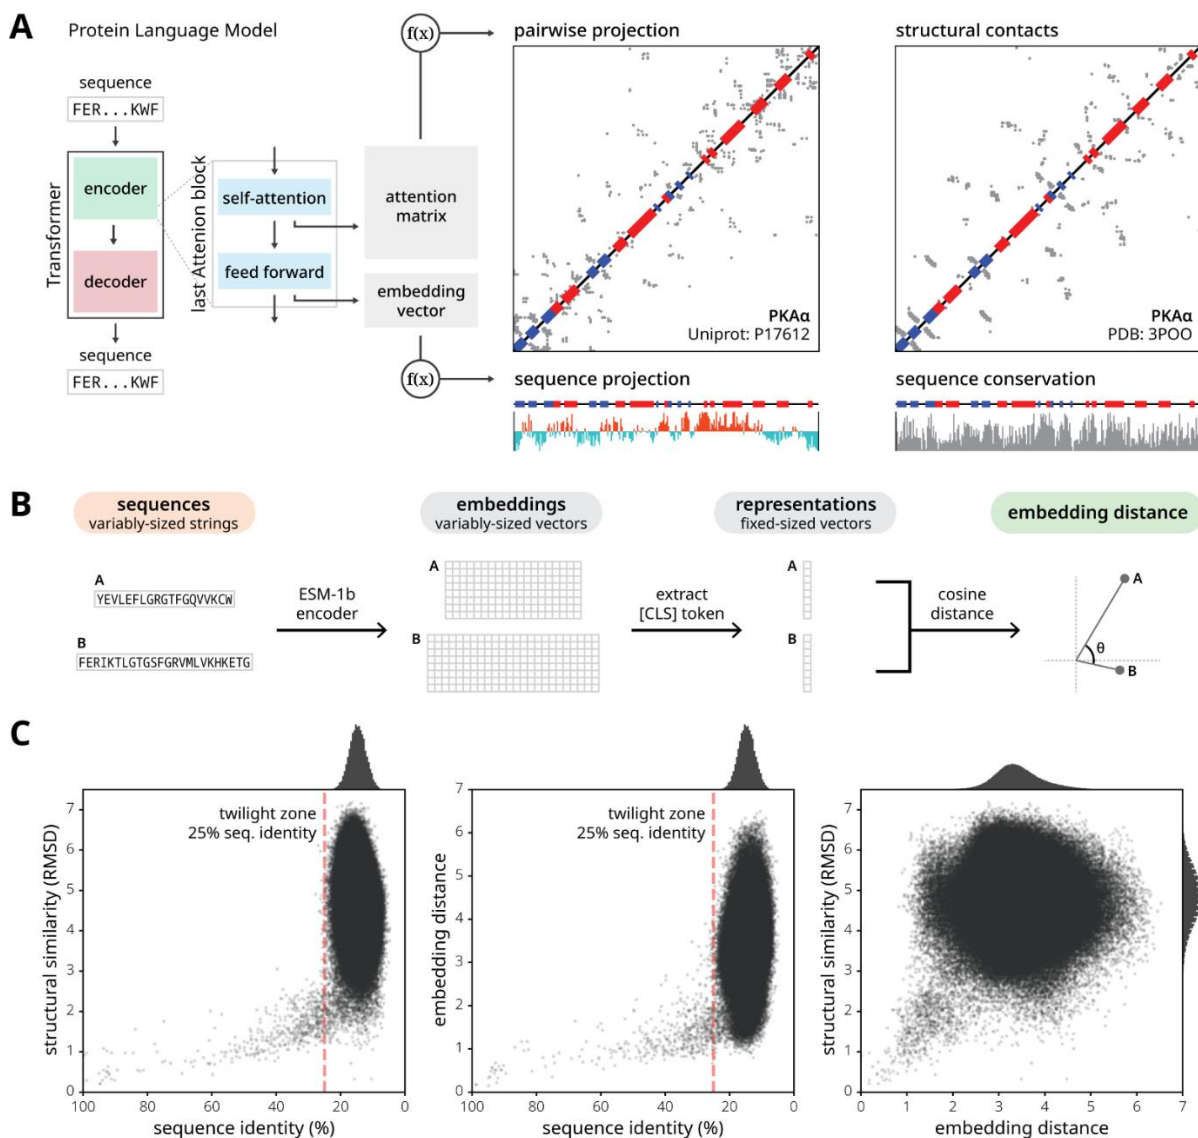 A
Protein Language Model
sequence
FER...KWF
Transformer
encoder
decoder
sequence
FER...KWF
last Attenion block
self-attention
feed forward
f(x)
attention
matrix
embedding
vector
f(x)
pairwise projection
PKAα
Uniprot: P17612
sequence projection
structural contacts
PKAα
PDB: 3POO
sequence conservation
B
sequences
variably-sized strings
embeddings
variably-sized vectors
representations
fixed-sized vectors
embedding distance
A
YEVLEFLGRGTFGQVVKCW
B
FERIKTLGTGSFGRVMLVKHKETG
ESM-1b
encoder
A
B
extract
[CLS] token
A
B
cosine
distance
A
θ
B
C
structural similarity (RMSD)
7
6
5
4
3
2
1
0
twilight zone
25% seq. identity
100 80 60 40 20 0
sequence identity (%)
embedding distance
7
6
5
4
3
2
1
0
twilight zone
25% seq. identity
100 80 60 40 20 0
sequence identity (%)
structural similarity (RMSD)
7
6
5
4
3
2
1
0
0 1 2 3 4 5 6 7
embedding distance